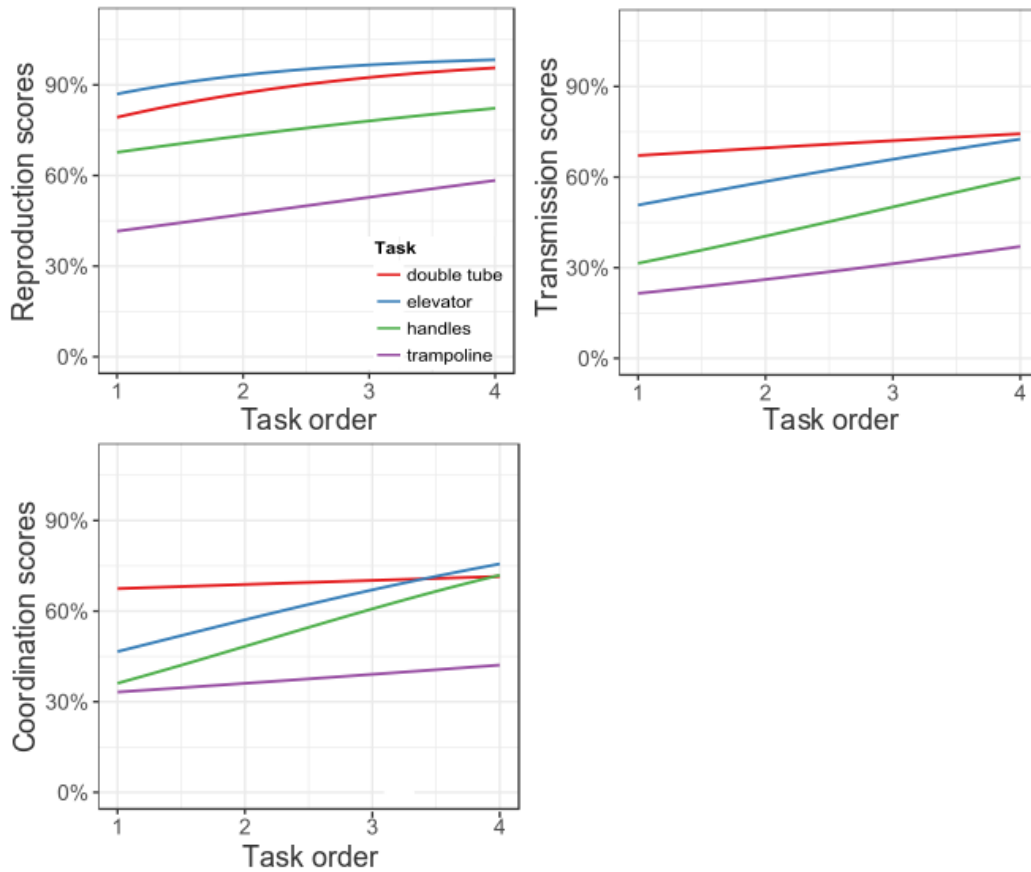 Reproduction scores
90%
60%
30%
0%
Task
double tube
elevator
handles
trampoline
1 2 3 4
Task order
Transmission scores
90%
60%
30%
0%
1 2 3 4
Task order
Coordination scores
90%
60%
30%
0%
1 2 3 4
Task order